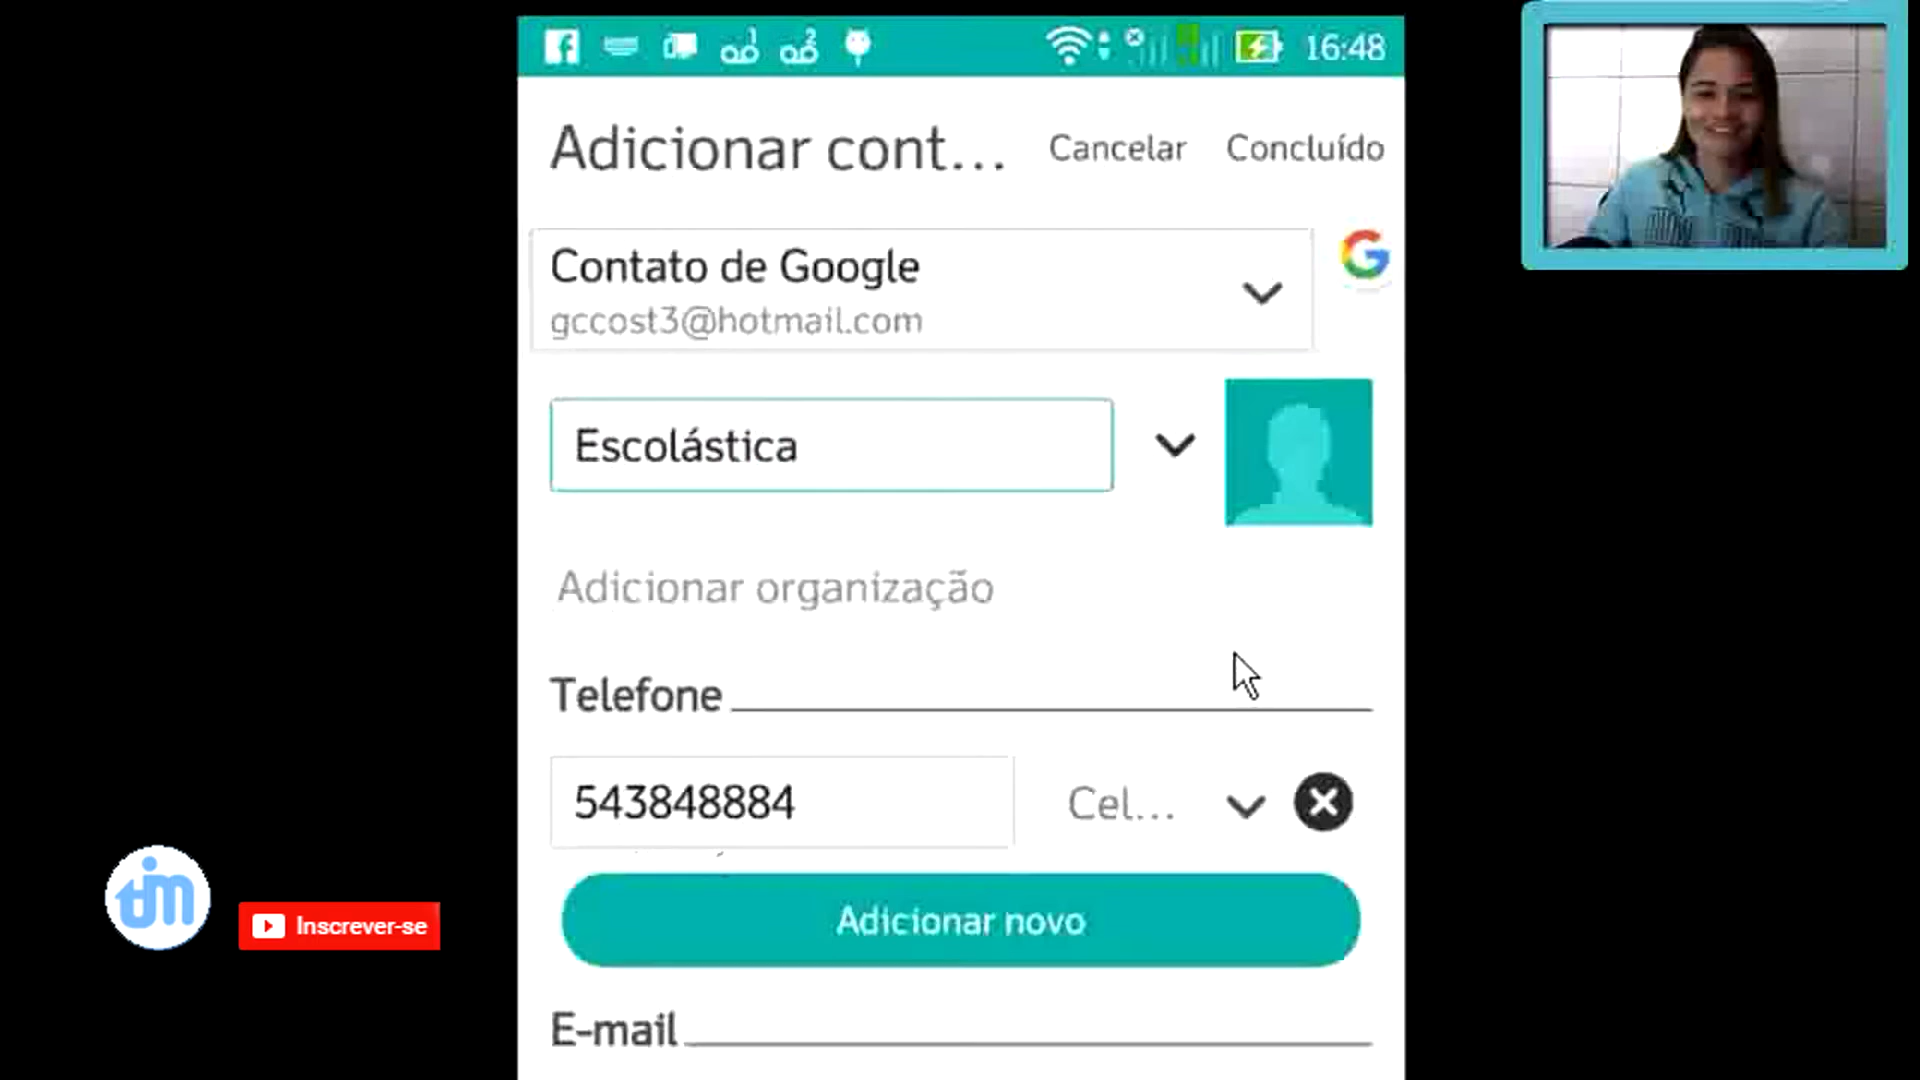 16:48
Adicionar cont... Cancelar Concluído
Contato de Google
gccost3@hotmail.com
Escolástica
Adicionar organização
Telefone
543848884 Cel...
Adicionar novo
E-mail
tim
Inscrever-se